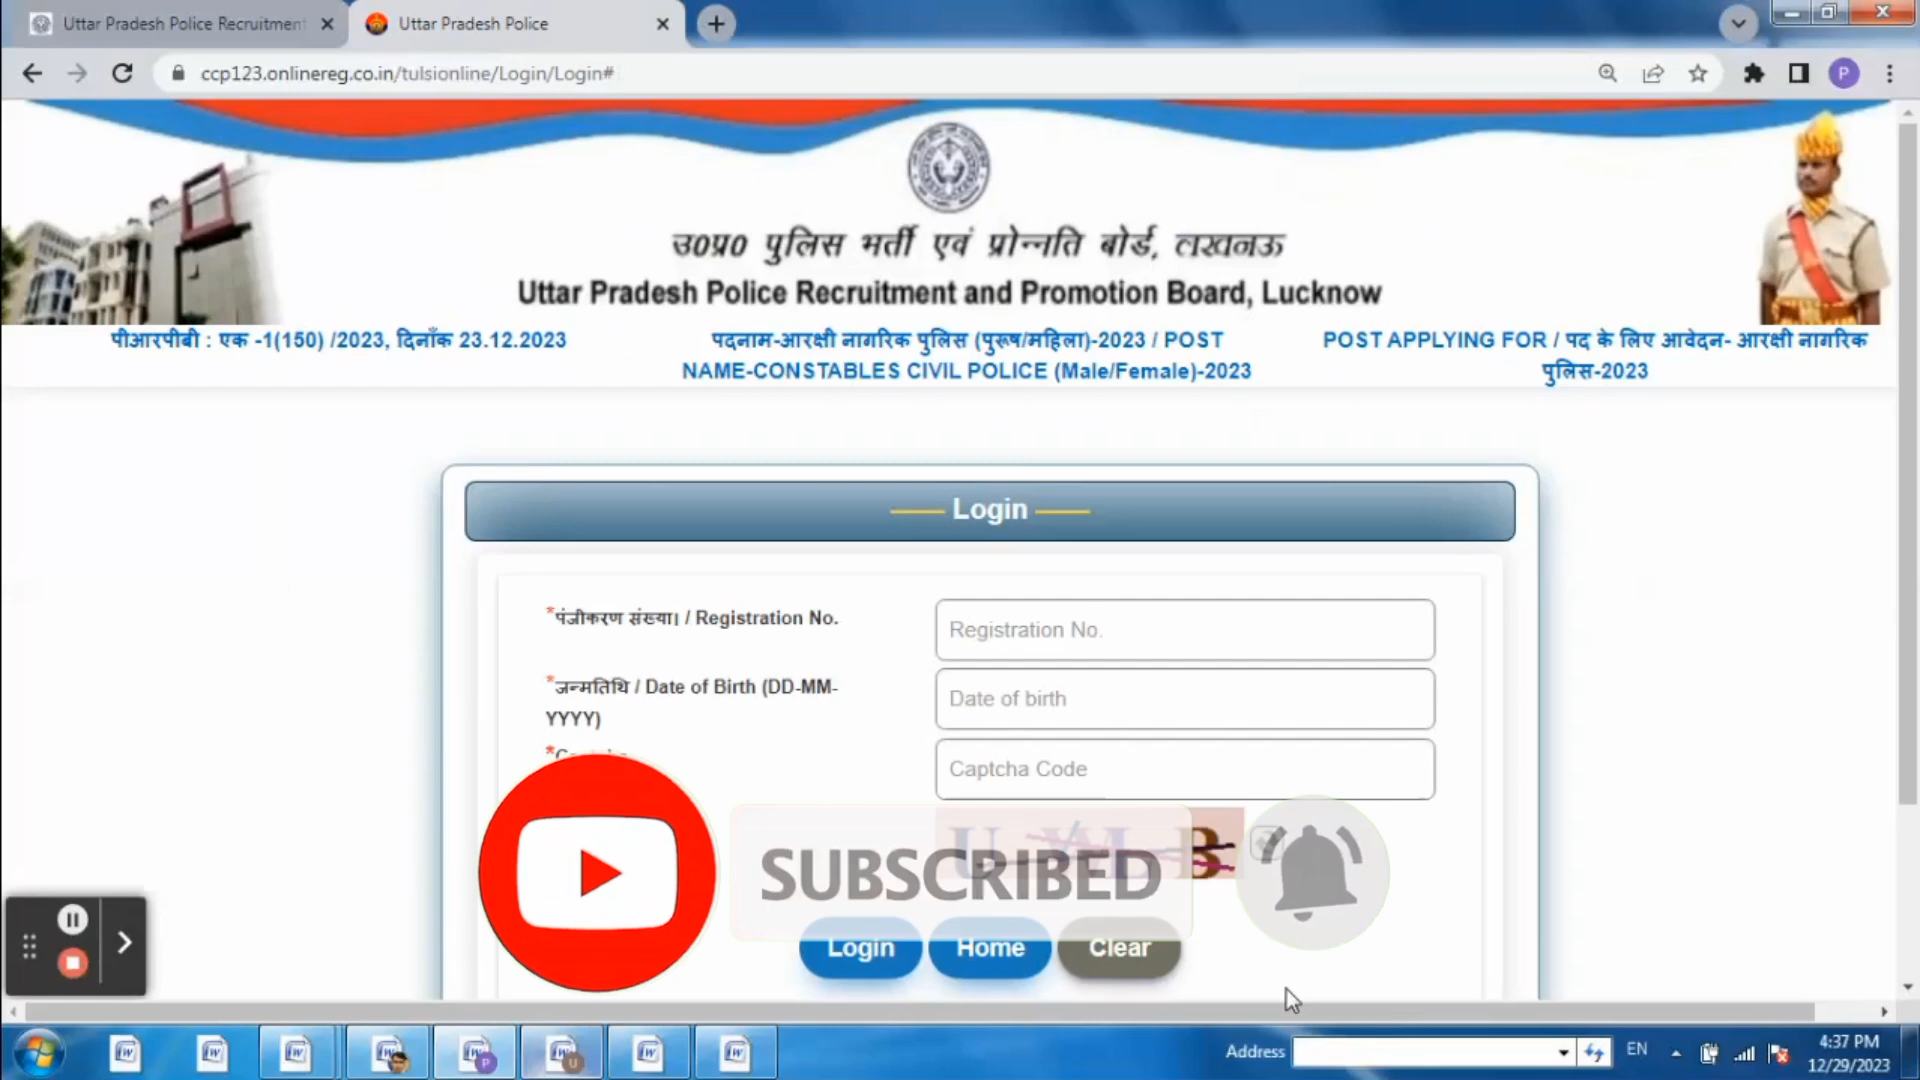 Uttar Pradesh Police Recruitment
Uttar Pradesh Police
ccp123.onlinereg.co.in/tulsionline/Login/Login#
P
उ0प्र0 पुलिस भर्ती एवं प्रोन्नति बोर्ड, लखनऊ
Uttar Pradesh Police Recruitment and Promotion Board, Lucknow
पीआरपीबी : एक -1(150) /2023, दिनाँक 23.12.2023
पदनाम-आरक्षी नागरिक पुलिस (पुरूष/महिला)-2023 / POST
NAME-CONSTABLES CIVIL POLICE (Male/Female)-2023
POST APPLYING FOR / पद के लिए आवेदन- आरक्षी नागरिक
पुलिस-2023
Login
*पंजीकरण संख्या। / Registration No.
Registration No.
*जन्मतिथि / Date of Birth (DD-MM-
YYYY)
Date of birth
Captcha Code
SUBSCRIBED
Login
Home
Clear
Address
EN
4:37 PM
12/29/2023